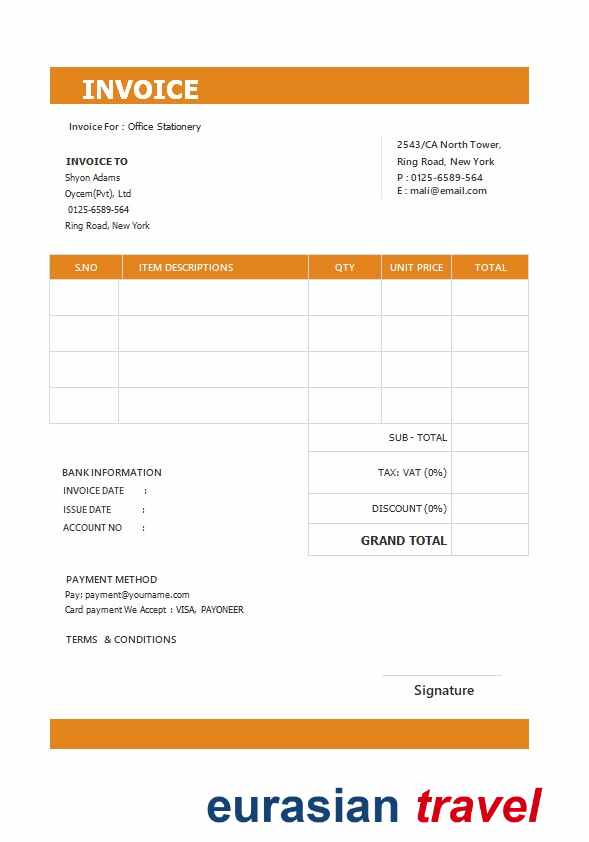 INVOICE
Invoice For : Office Stationery
2543/CA North Tower,
Ring Road, New York
P : 0125-6589-564
E : mali@email.com
INVOICE TO
Shyon Adams
Oycem(Pvt), Ltd
0125-6589-564
Ring Road, New York
S.NO ITEM DESCRIPTIONS QTY UNIT PRICE TOTAL
SUB - TOTAL
TAX: VAT (0%)
DISCOUNT (0%)
GRAND TOTAL
BANK INFORMATION
INVOICE DATE :
ISSUE DATE :
ACCOUNT NO :
PAYMENT METHOD
Pay: payment@yourname.com
Card payment We Accept : VISA, PAYONEER
TERMS & CONDITIONS
Signature
eurasian travel